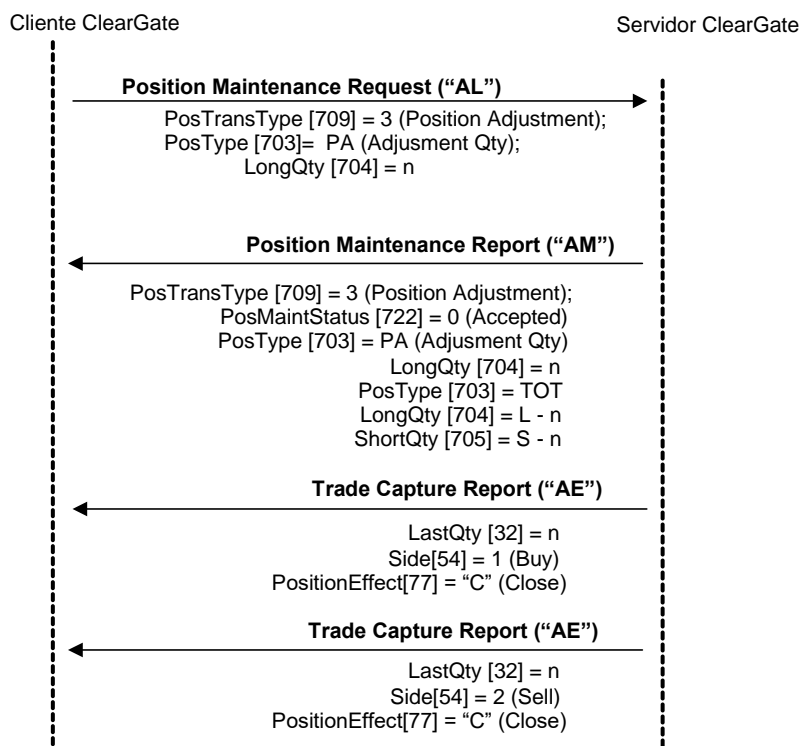 Cliente ClearGate
Servidor ClearGate
Position Maintenance Request (“AL”)
PosTransType [709] = 3 (Position Adjustment);
PosType [703]= PA (Adjusment Qty);
LongQty [704] = n
Position Maintenance Report (“AM”)
PosTransType [709] = 3 (Position Adjustment);
PosMaintStatus [722] = 0 (Accepted)
PosType [703] = PA (Adjusment Qty)
LongQty [704] = n
PosType [703] = TOT
LongQty [704] = L - n
ShortQty [705] = S - n
Trade Capture Report (“AE”)
LastQty [32] = n
Side[54] = 1 (Buy)
PositionEffect[77] = “C” (Close)
Trade Capture Report (“AE”)
LastQty [32] = n
Side[54] = 2 (Sell)
PositionEffect[77] = “C” (Close)